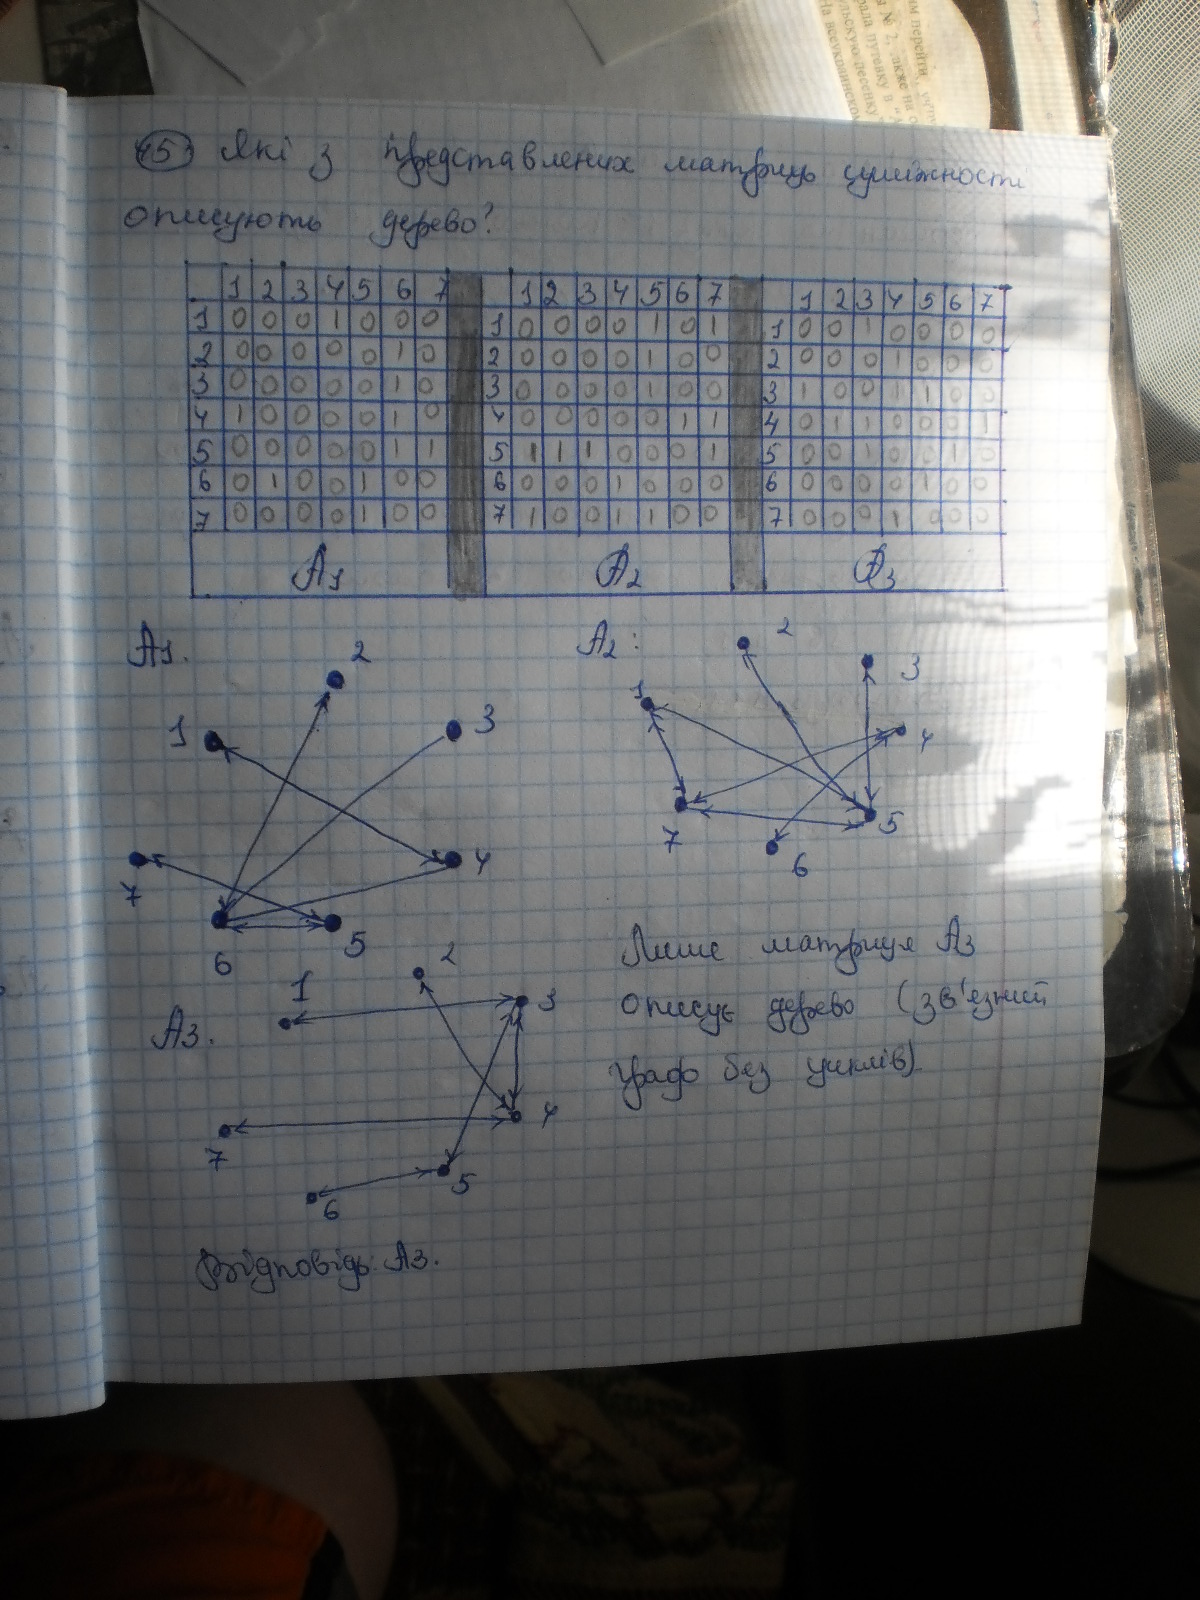 5 Які з представлених матриць суміжності
описують дерево?
1 2 3 4 5 6 7 1 2 3 4 5 6 7 1 2 3 4 5 6 7
1 0 0 0 1 0 0 0 1 0 0 0 0 1 0 1 1 0 0 1 0 0 0 0
2 0 0 0 0 0 1 0 2 0 0 0 0 1 0 0 2 0 0 0 1 0 0 0
3 0 0 0 0 0 1 0 3 0 0 0 0 1 0 0 3 1 0 0 1 1 0 0
4 1 0 0 0 0 1 0 4 0 0 0 0 0 1 1 4 0 1 1 0 0 0 1
5 0 0 0 0 0 1 1 5 1 1 1 0 0 0 1 5 0 0 1 0 0 1 0
6 0 1 0 0 1 0 0 6 0 0 0 1 0 0 0 6 0 0 0 0 1 0 0
7 0 0 0 0 1 0 0 7 1 0 0 1 1 0 0 7 0 0 0 1 0 0 0
A1 A2 A3
A1. A2:
2
1
3
7
4
6
5
2
1
3
4
7
5
6
Лише матриця A3
описує дерево (зв'язний
граф без циклів)
A3.
1
2
3
4
7
5
6
Відповідь: A3.